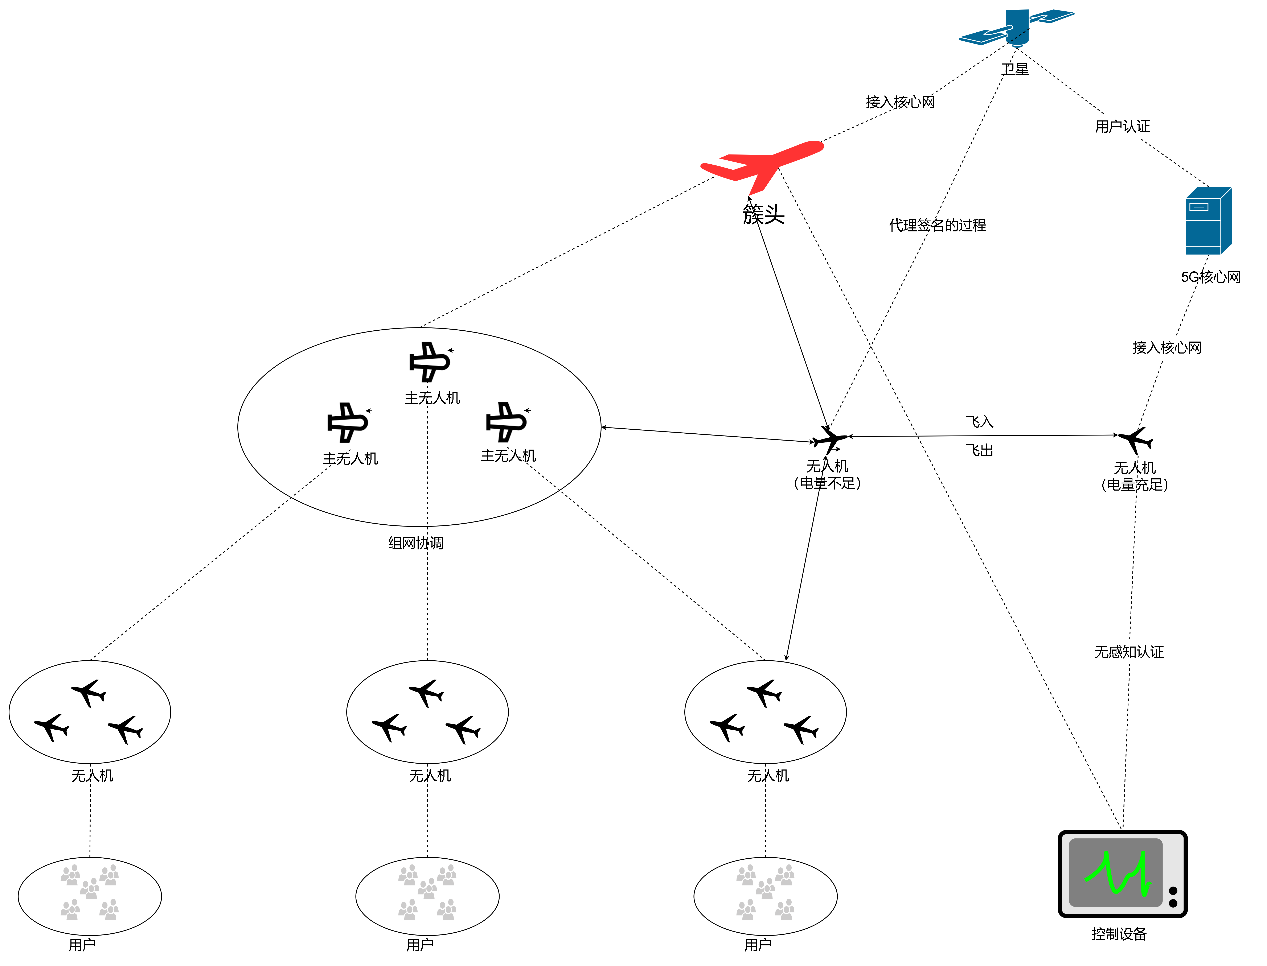 卫星
接入核心网
用户认证
簇头
代理签名的过程
5G核心网
接入核心网
主无人机
主无人机
主无人机
飞入
飞出
无人机
（电量不足）
无人机
（电量充足）
组网协调
无感知认证
无人机
无人机
无人机
控制设备
用户
用户
用户